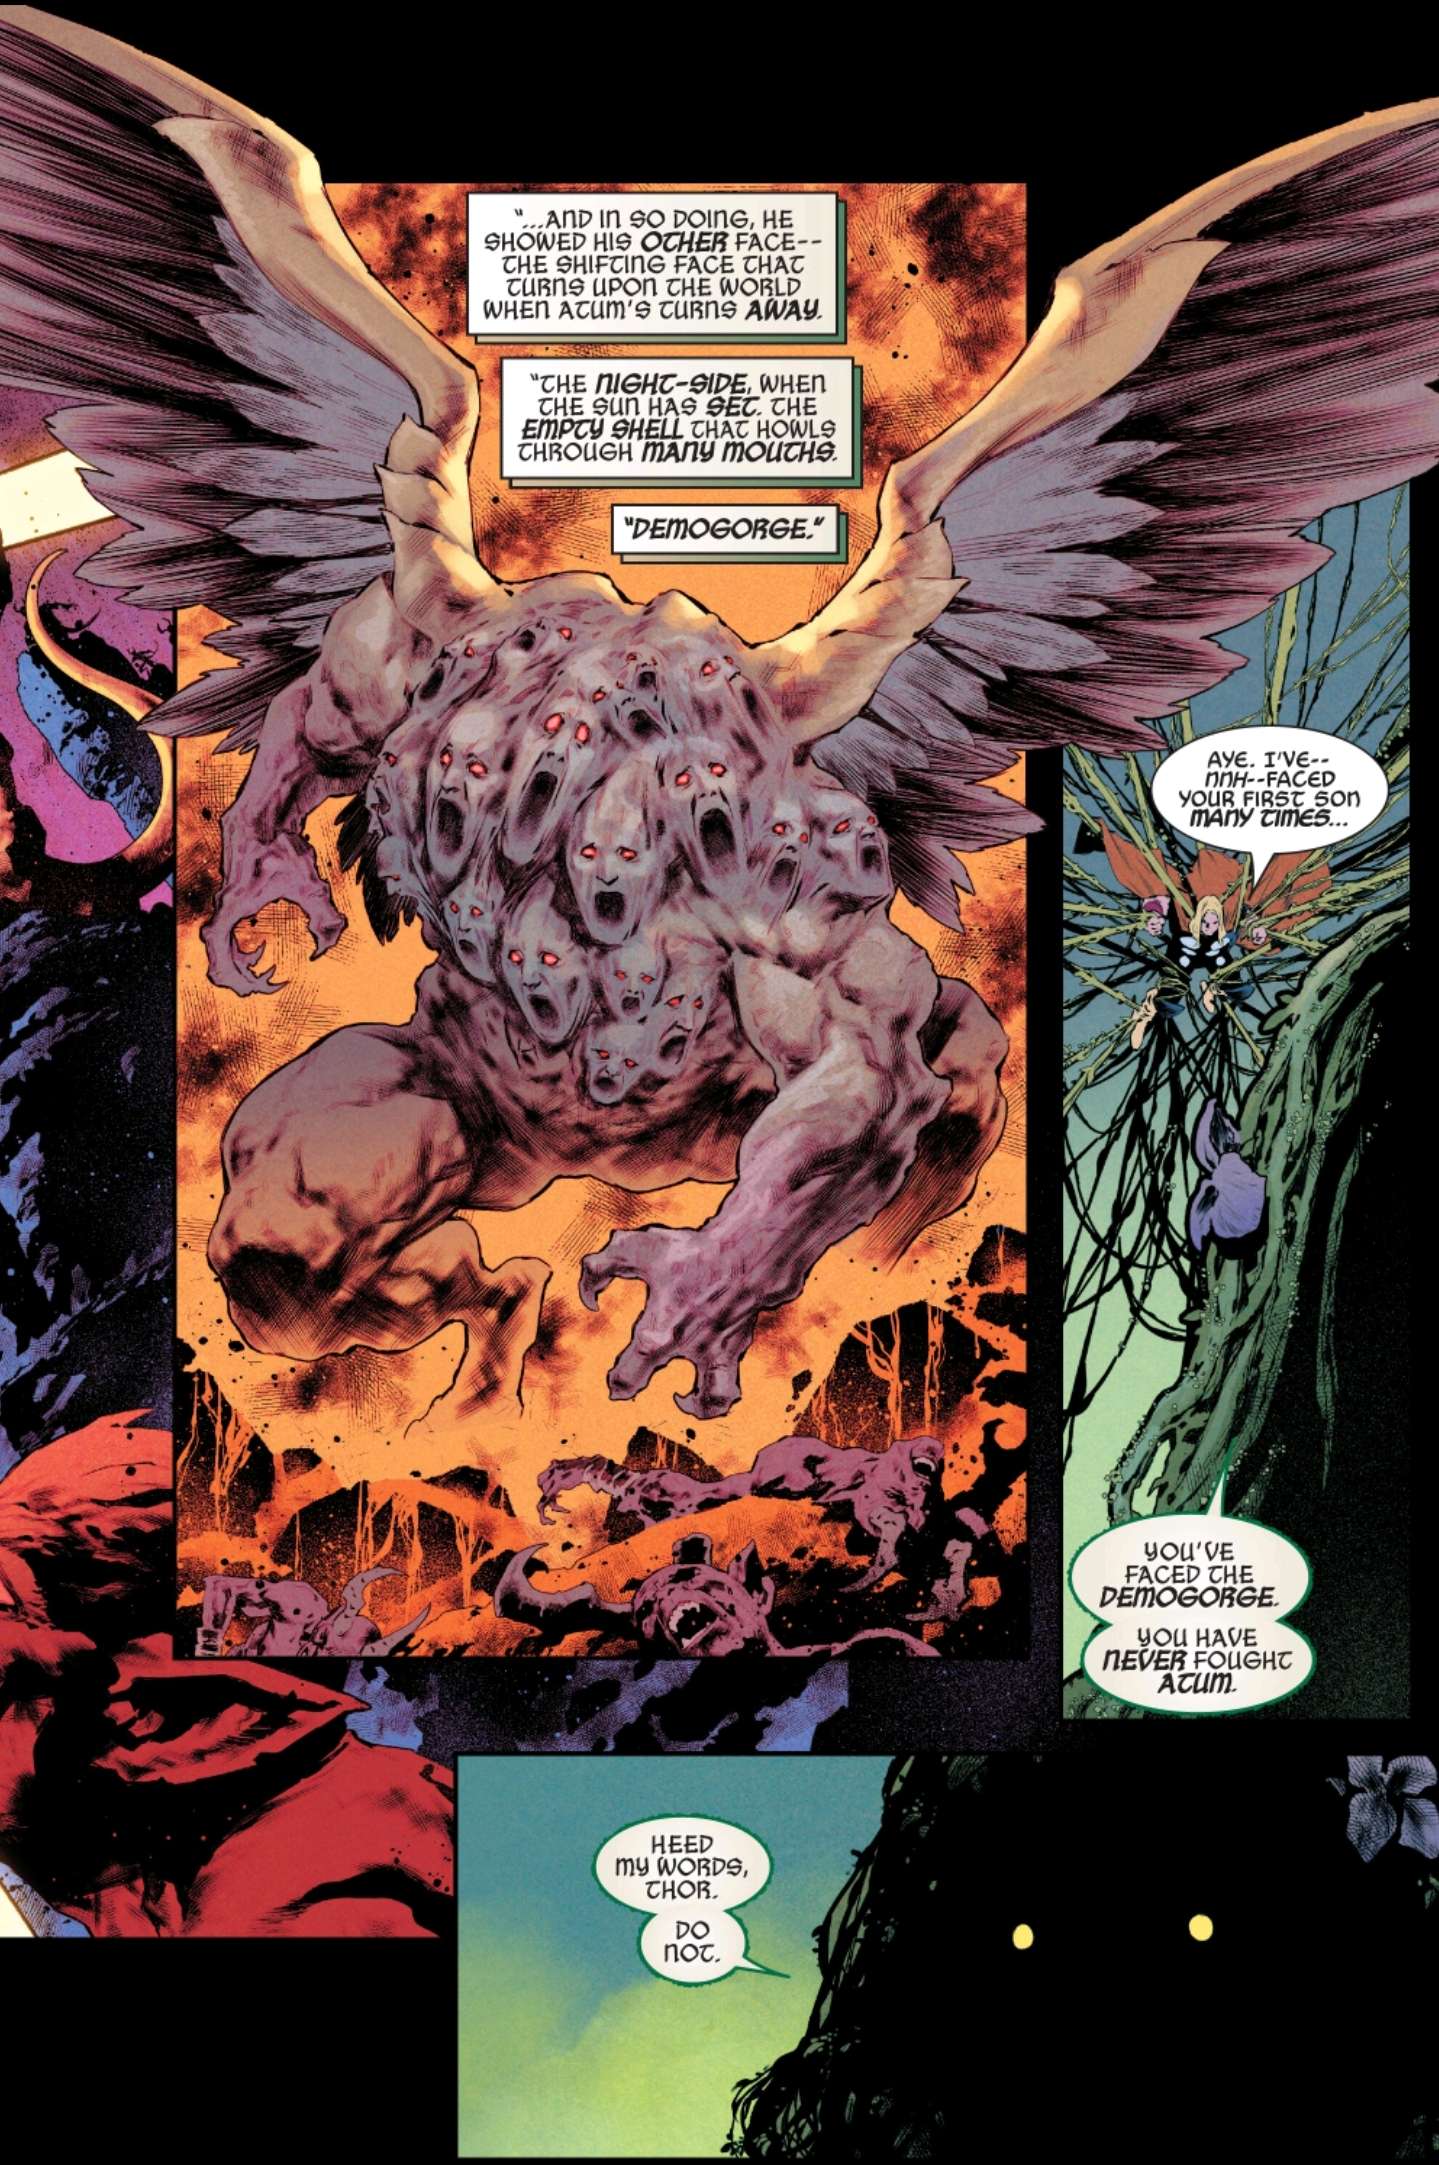 "...AND IN SO DOING, HE
SHOWED HIS OTHER FACE--
THE SHIFTING FACE THAT
TURNS UPON THE WORLD
WHEN ATUM'S TURNS AWAY.
"THE NIGHT-SIDE, WHEN
THE SUN HAS SET. THE
EMPTY SHELL THAT HOWLS
THROUGH MANY MOUTHS.
"DEMOGORGE."
AYE. I'VE--
NNH--FACED
YOUR FIRST SON
MANY TIMES...
YOU'VE
FACED THE
DEMOGORGE.
YOU HAVE
NEVER FOUGHT
ATUM.
HEED
MY WORDS,
THOR.
DO
NOT.